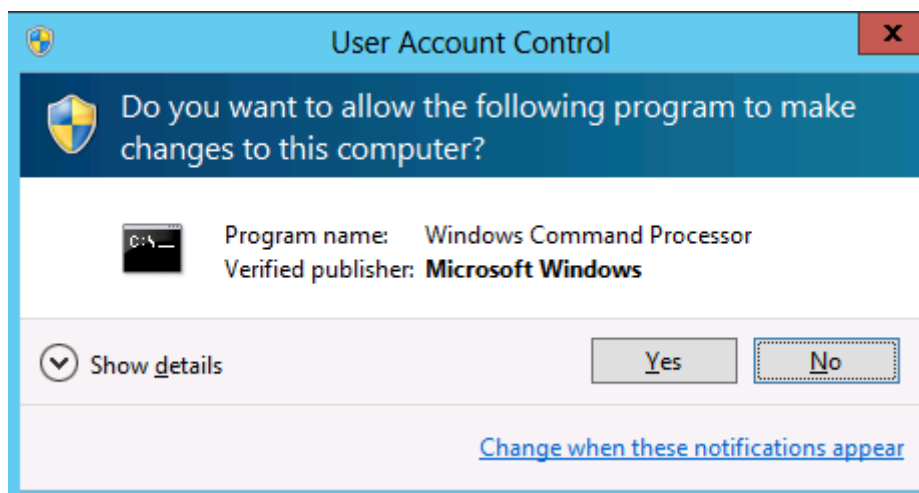 User Account Control
x
Do you want to allow the following program to make
changes to this computer?
C:\_
Program name: Windows Command Processor
Verified publisher: Microsoft Windows
Show details
Yes
No
Change when these notifications appear